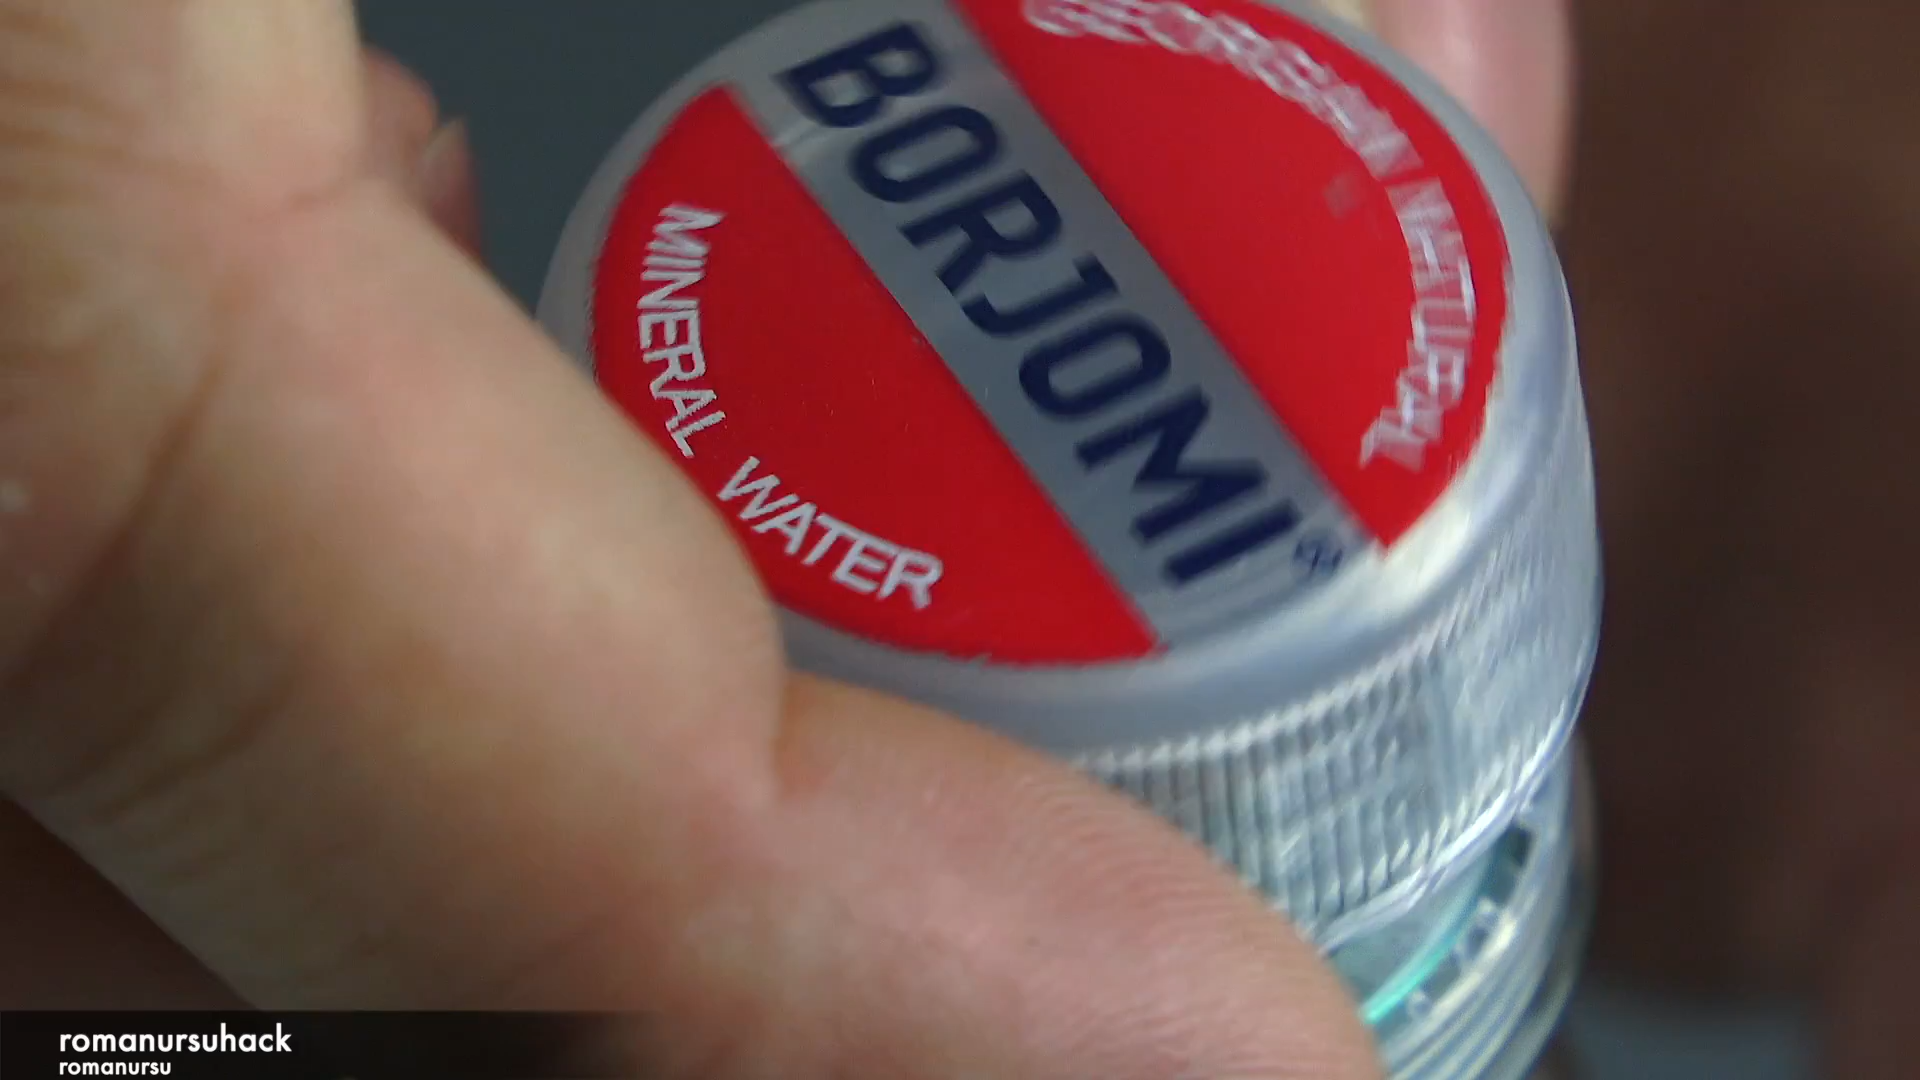 GEORGIAN NATURAL
BORJOMI®
MINERAL WATER
romanursuhack
romanursu